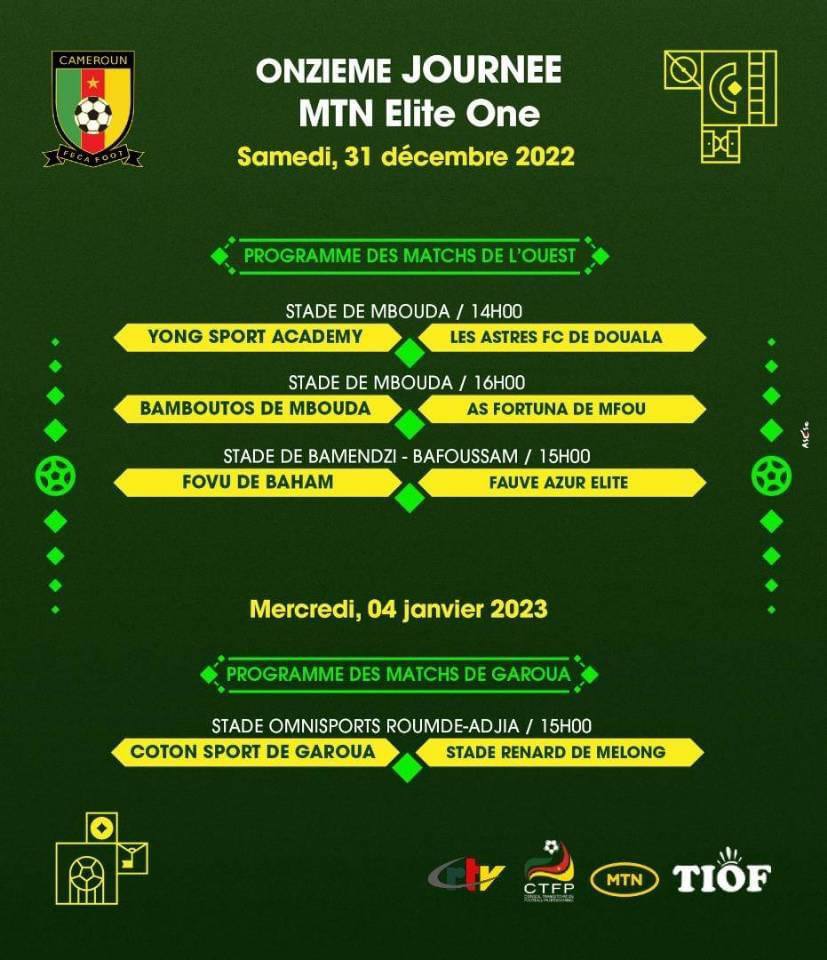 CAMEROUN
FECA FOOT
ONZIEME JOURNEE
MTN Elite One
Samedi, 31 décembre 2022
PROGRAMME DES MATCHS DE L'OUEST
STADE DE MBOUDA / 14H00
YONG SPORT ACADEMY
LES ASTRES FC DE DOUALA
STADE DE MBOUDA / 16H00
BAMBOUTOS DE MBOUDA
AS FORTUNA DE MFOU
STADE DE BAMENDZI - BAFOUSSAM / 15H00
FOVU DE BAHAM
FAUVE AZUR ELITE
Mercredi, 04 janvier 2023
PROGRAMME DES MATCHS DE GAROUA
STADE OMNISPORTS ROUMDE-ADJIA / 15H00
COTON SPORT DE GAROUA
STADE RENARD DE MELONG
crtv
CTFP
MTN
TIOF